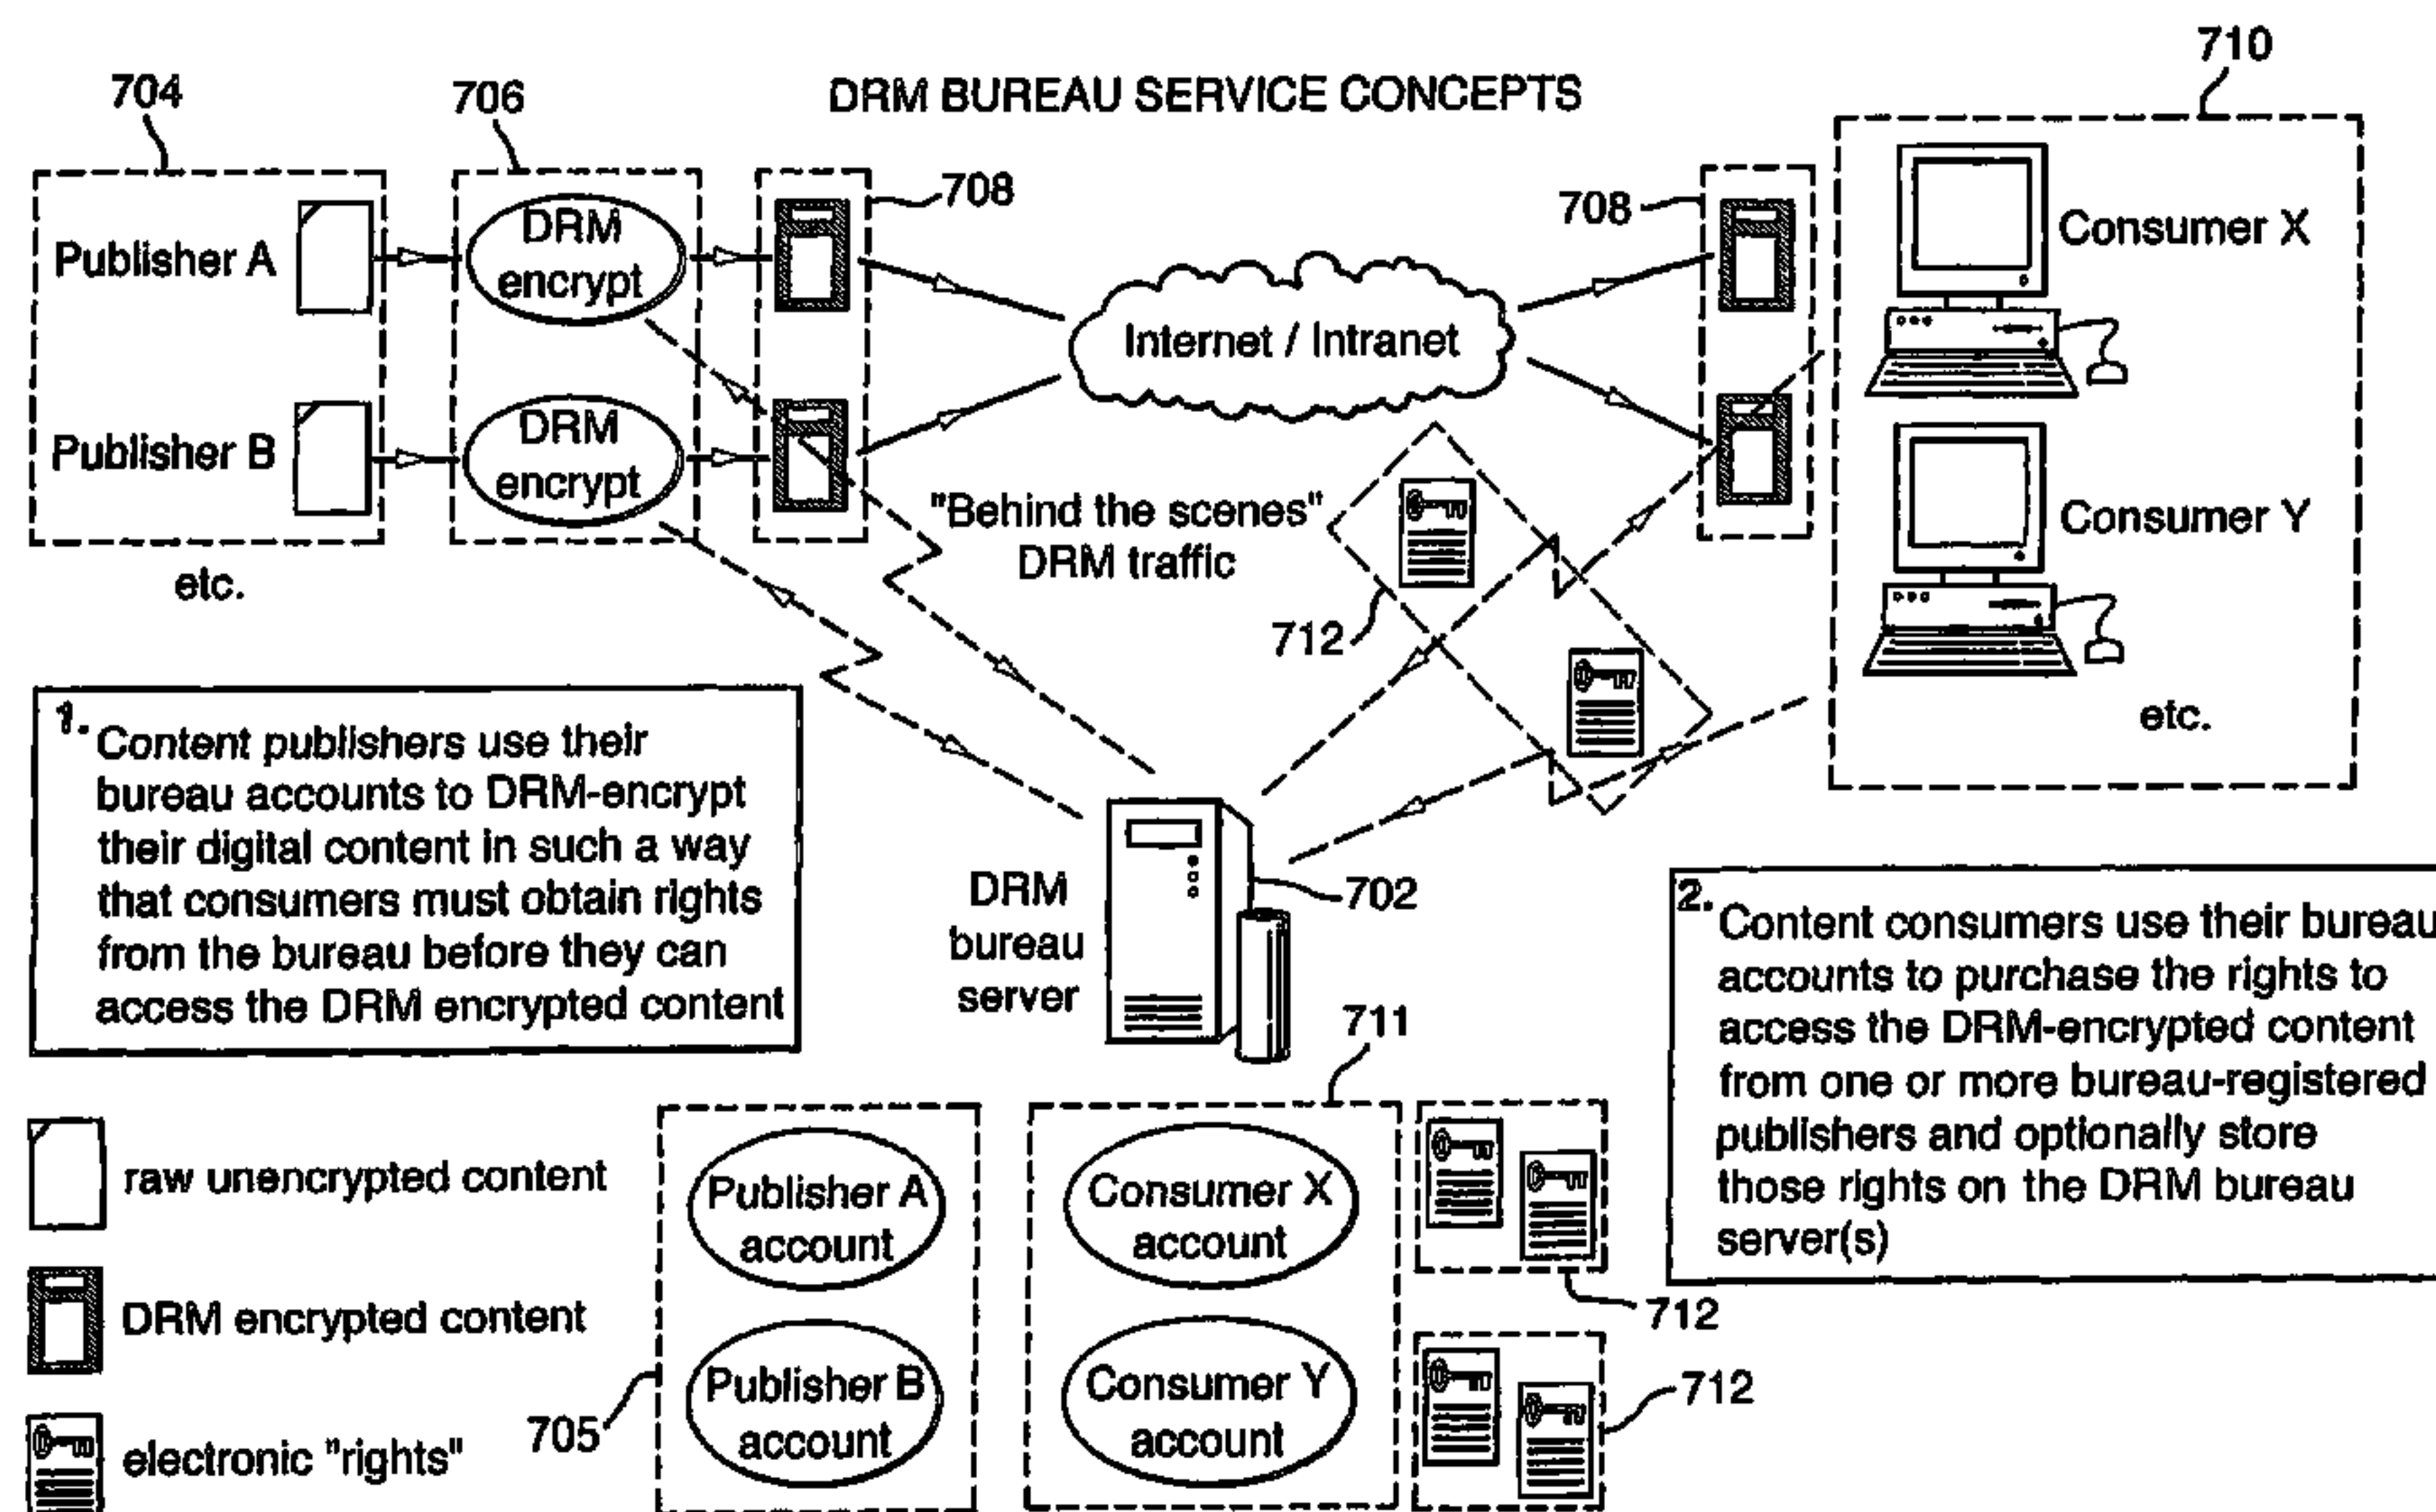 710
704
706
DRM BUREAU SERVICE CONCEPTS
708
708
Publisher A
DRM
encrypt
Consumer X
Internet / Intranet
Publisher B
DRM
encrypt
"Behind the scenes"
DRM traffic
Consumer Y
etc.
712
etc.
1. Content publishers use their
bureau accounts to DRM-encrypt
their digital content in such a way
that consumers must obtain rights
from the bureau before they can
access the DRM encrypted content
DRM
bureau
server
702
2. Content consumers use their bureau
accounts to purchase the rights to
access the DRM-encrypted content
from one or more bureau-registered
publishers and optionally store
those rights on the DRM bureau
server(s)
711
raw unencrypted content
Publisher A
account
Consumer X
account
712
DRM encrypted content
Publisher B
account
Consumer Y
account
712
705
electronic "rights"